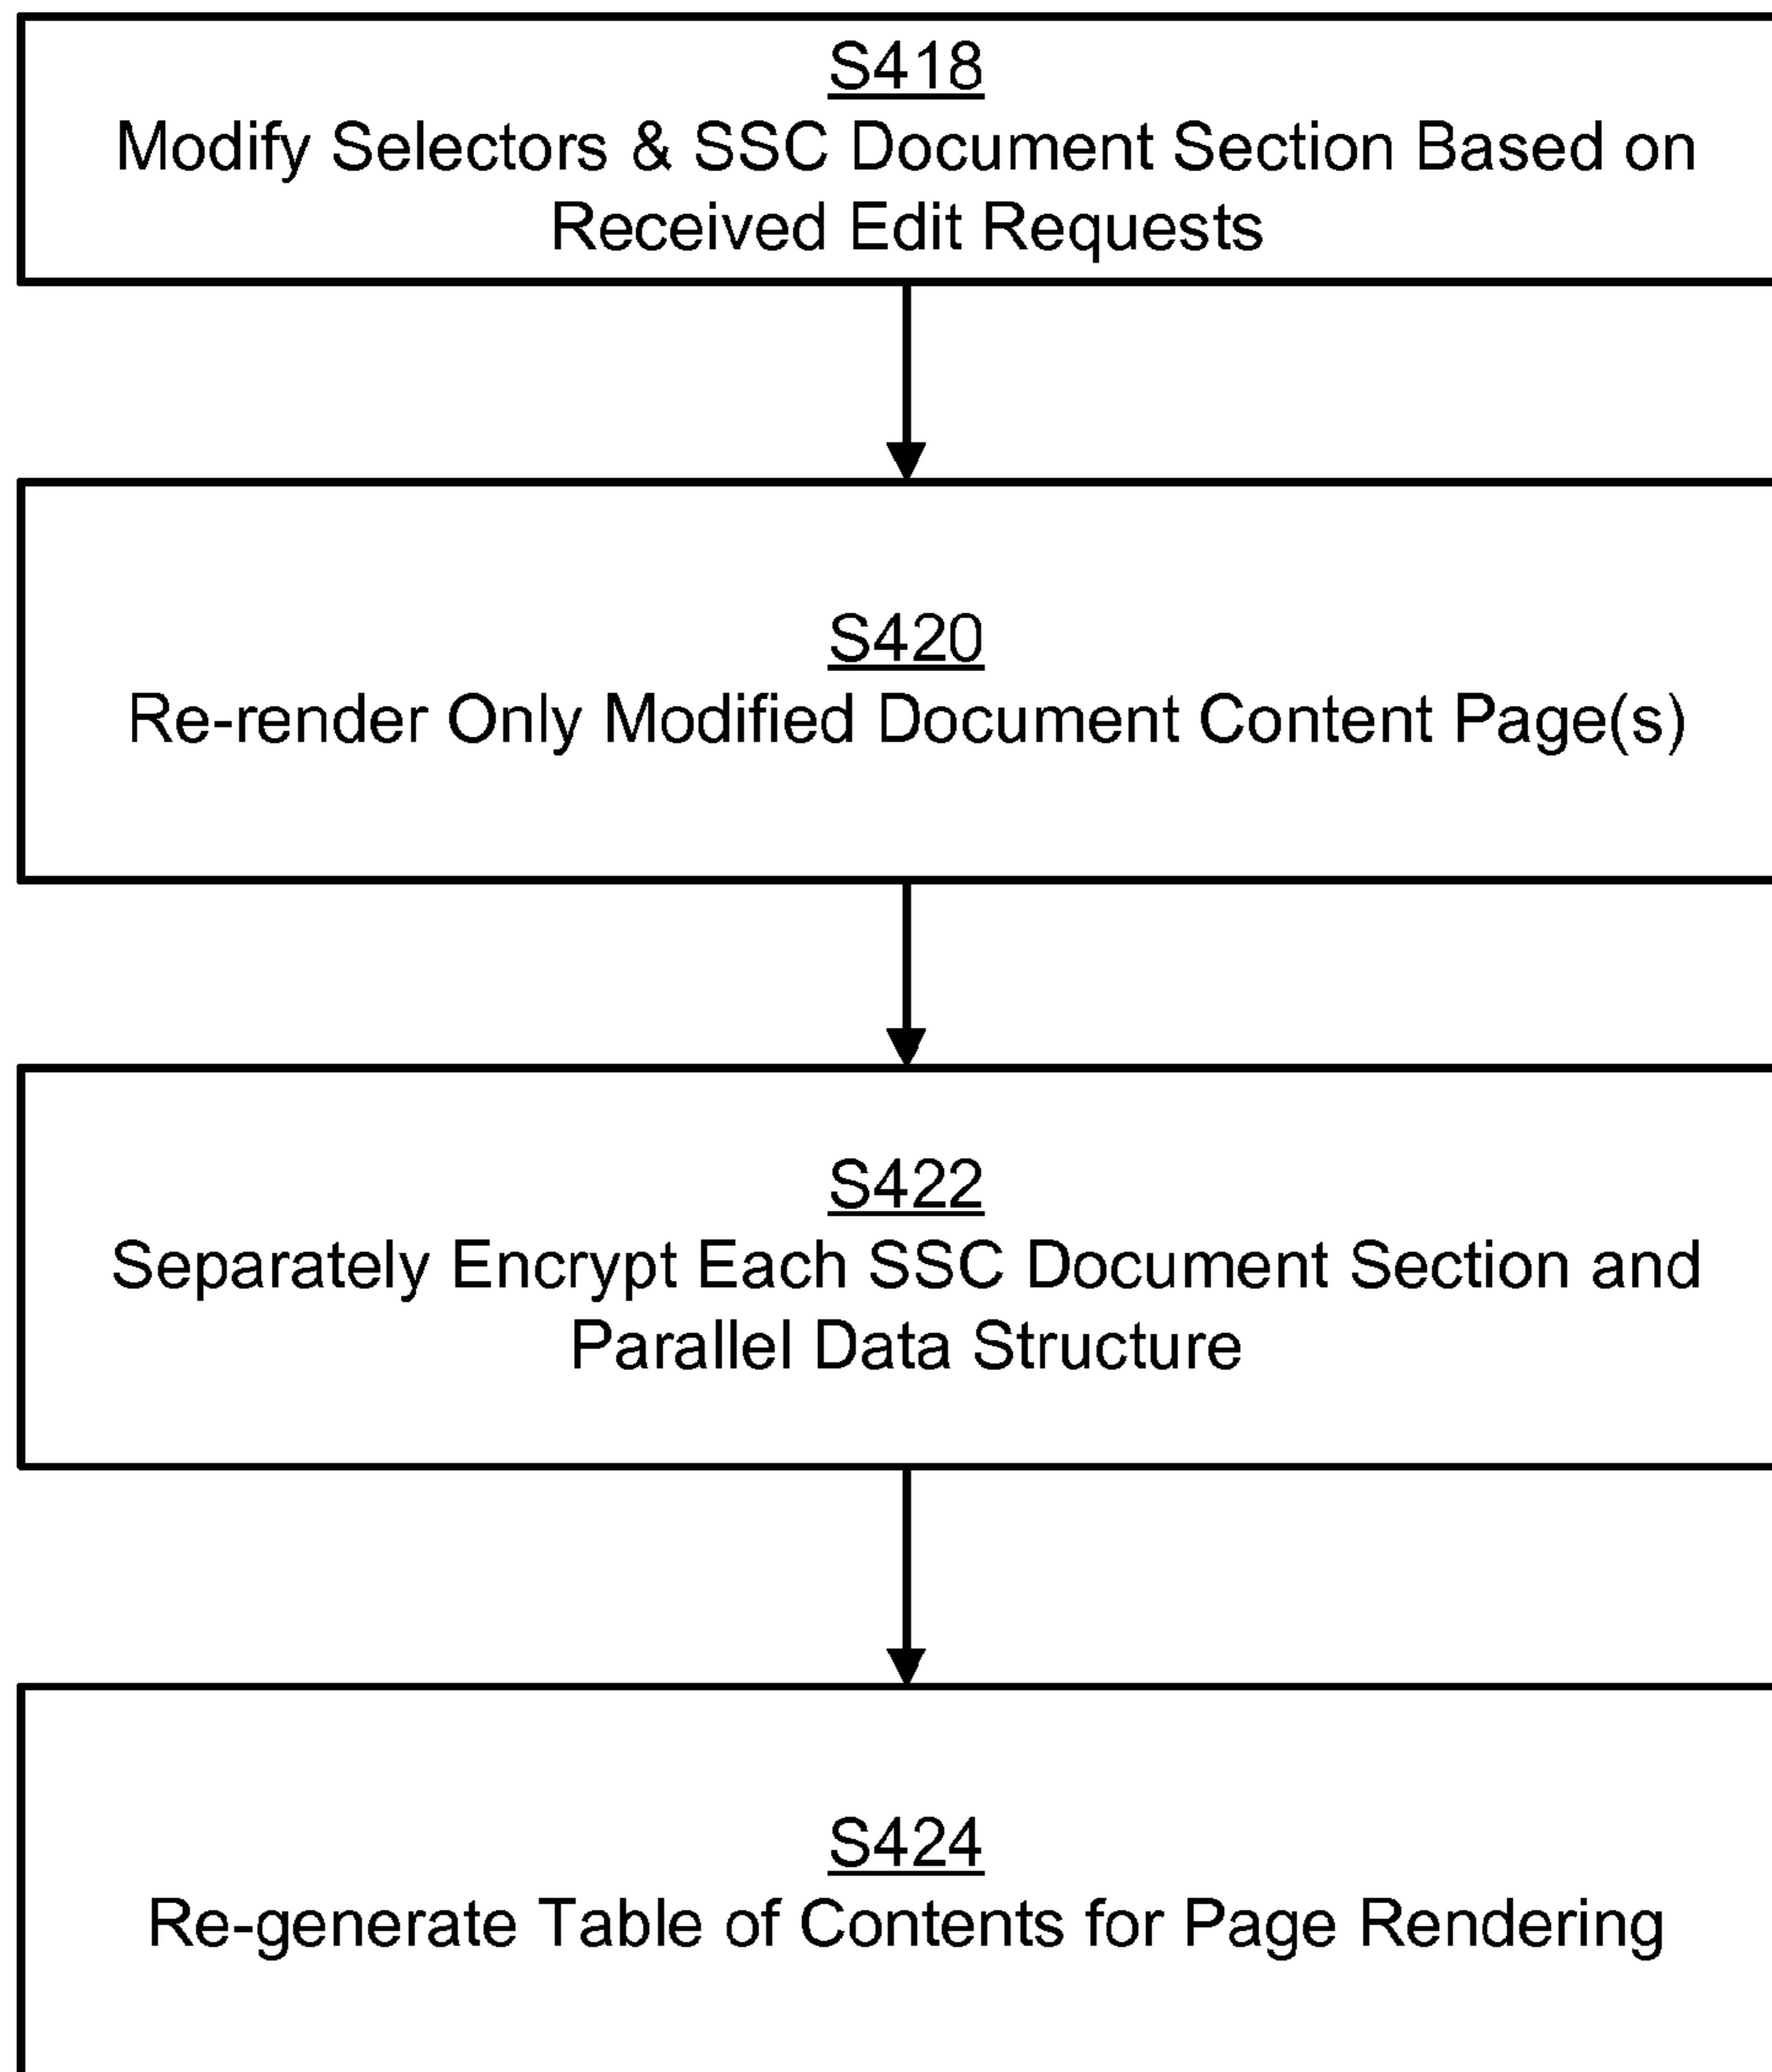 S418
Modify Selectors & SSC Document Section Based on
Received Edit Requests
S420
Re-render Only Modified Document Content Page(s)
S422
Separately Encrypt Each SSC Document Section and
Parallel Data Structure
S424
Re-generate Table of Contents for Page Rendering